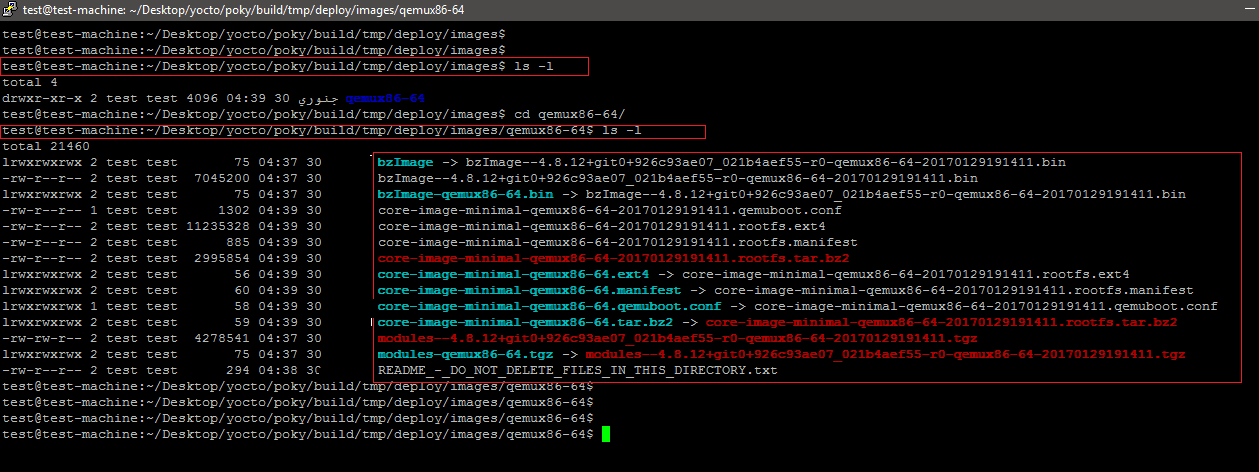 test@test-machine: ~/Desktop/yocto/poky/build/tmp/deploy/images/qemux86-64
test@test-machine:~/Desktop/yocto/poky/build/tmp/deploy/images$
test@test-machine:~/Desktop/yocto/poky/build/tmp/deploy/images$
test@test-machine:~/Desktop/yocto/poky/build/tmp/deploy/images$ ls -l
total 4
drwxr-xr-x 2 test test 4096 04:39 30 جنوري qemux86-64
test@test-machine:~/Desktop/yocto/poky/build/tmp/deploy/images$ cd qemux86-64/
test@test-machine:~/Desktop/yocto/poky/build/tmp/deploy/images/qemux86-64$ ls -l
total 21460
lrwxrwxrwx 2 test test 75 04:37 30 bzImage -> bzImage--4.8.12+git0+926c93ae07_021b4aef55-r0-qemux86-64-20170129191411.bin
-rw-r--r-- 2 test test 7045200 04:37 30 bzImage--4.8.12+git0+926c93ae07_021b4aef55-r0-qemux86-64-20170129191411.bin
lrwxrwxrwx 2 test test 75 04:37 30 bzImage-qemux86-64.bin -> bzImage--4.8.12+git0+926c93ae07_021b4aef55-r0-qemux86-64-20170129191411.bin
-rw-r--r-- 1 test test 1302 04:39 30 core-image-minimal-qemux86-64-20170129191411.qemuboot.conf
-rw-r--r-- 2 test test 11235328 04:39 30 core-image-minimal-qemux86-64-20170129191411.rootfs.ext4
-rw-r--r-- 2 test test 885 04:39 30 core-image-minimal-qemux86-64-20170129191411.rootfs.manifest
-rw-r--r-- 2 test test 2995854 04:39 30 core-image-minimal-qemux86-64-20170129191411.rootfs.tar.bz2
lrwxrwxrwx 2 test test 56 04:39 30 core-image-minimal-qemux86-64.ext4 -> core-image-minimal-qemux86-64-20170129191411.rootfs.ext4
lrwxrwxrwx 2 test test 60 04:39 30 core-image-minimal-qemux86-64.manifest -> core-image-minimal-qemux86-64-20170129191411.rootfs.manifest
lrwxrwxrwx 1 test test 58 04:39 30 core-image-minimal-qemux86-64.qemuboot.conf -> core-image-minimal-qemux86-64-20170129191411.qemuboot.conf
lrwxrwxrwx 2 test test 59 04:39 30 core-image-minimal-qemux86-64.tar.bz2 -> core-image-minimal-qemux86-64-20170129191411.rootfs.tar.bz2
-rw-rw-r-- 2 test test 4278541 04:37 30 modules--4.8.12+git0+926c93ae07_021b4aef55-r0-qemux86-64-20170129191411.tgz
lrwxrwxrwx 2 test test 75 04:37 30 modules-qemux86-64.tgz -> modules--4.8.12+git0+926c93ae07_021b4aef55-r0-qemux86-64-20170129191411.tgz
-rw-r--r-- 2 test test 294 04:38 30 README_-_DO_NOT_DELETE_FILES_IN_THIS_DIRECTORY.txt
test@test-machine:~/Desktop/yocto/poky/build/tmp/deploy/images/qemux86-64$
test@test-machine:~/Desktop/yocto/poky/build/tmp/deploy/images/qemux86-64$
test@test-machine:~/Desktop/yocto/poky/build/tmp/deploy/images/qemux86-64$
test@test-machine:~/Desktop/yocto/poky/build/tmp/deploy/images/qemux86-64$